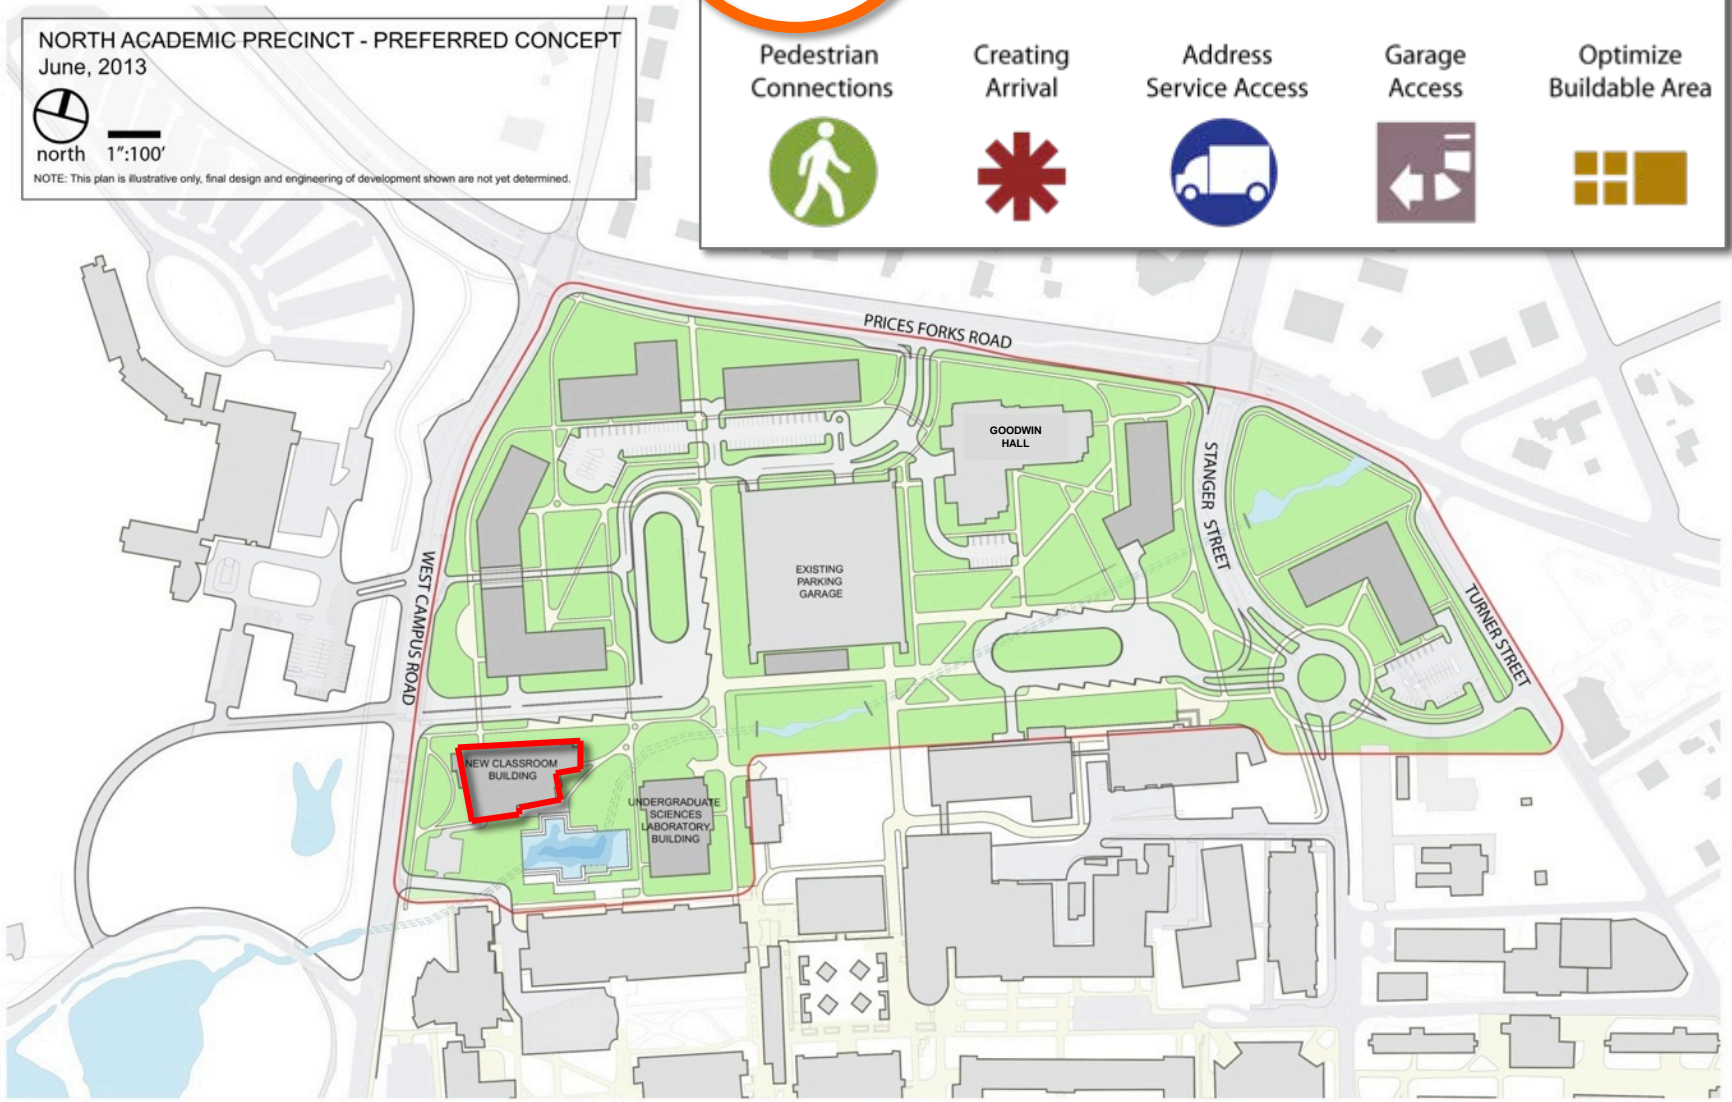 NORTH ACADEMIC PRECINCT - PREFERRED CONCEPT
June, 2013
north 1":100'
NOTE: This plan is illustrative only, final design and engineering of development shown are not yet determined.
Pedestrian
Connections
Creating
Arrival
Address
Service Access
Garage
Access
Optimize
Buildable Area
PRICES FORKS ROAD
GOODWIN
HALL
STANGER STREET
EXISTING
PARKING
GARAGE
WEST CAMPUS ROAD
TURNER STREET
NEW CLASSROOM
BUILDING
UNDERGRADUATE
SCIENCES
LABORATORY
BUILDING